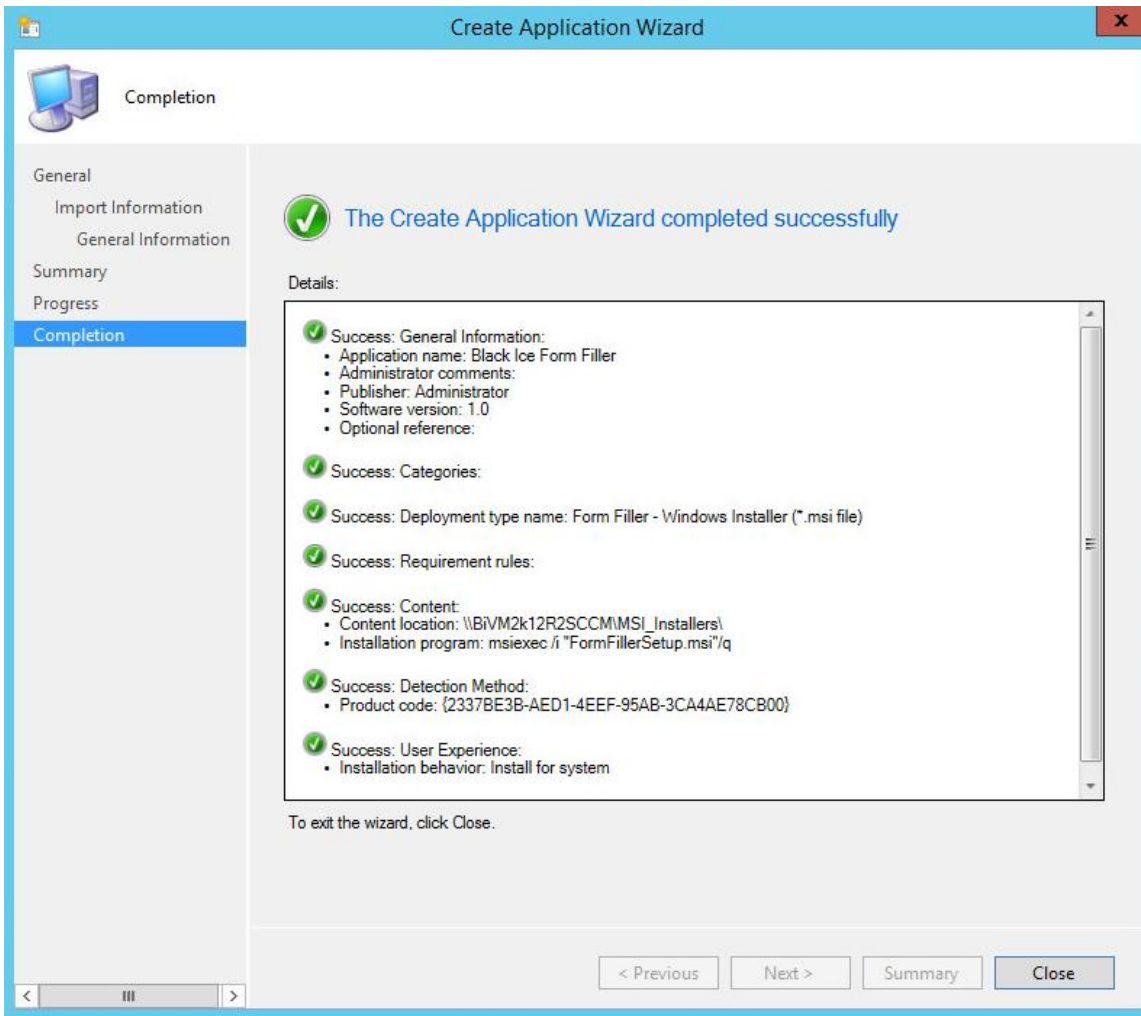 Create Application Wizard
x
Completion
General
Import Information
General Information
Summary
Progress
Completion
The Create Application Wizard completed successfully
Details:
Success: General Information:
• Application name: Black Ice Form Filler
• Administrator comments:
• Publisher: Administrator
• Software version: 1.0
• Optional reference:
Success: Categories:
Success: Deployment type name: Form Filler - Windows Installer (*.msi file)
Success: Requirement rules:
Success: Content:
• Content location: \\BiVM2k12R2SCCM\MSI_Installers\
• Installation program: msiexec /i "FormFillerSetup.msi"/q
Success: Detection Method:
• Product code: {2337BE3B-AED1-4EEF-95AB-3CA4AE78CB00}
Success: User Experience:
• Installation behavior: Install for system
To exit the wizard, click Close.
< Previous
Next >
Summary
Close